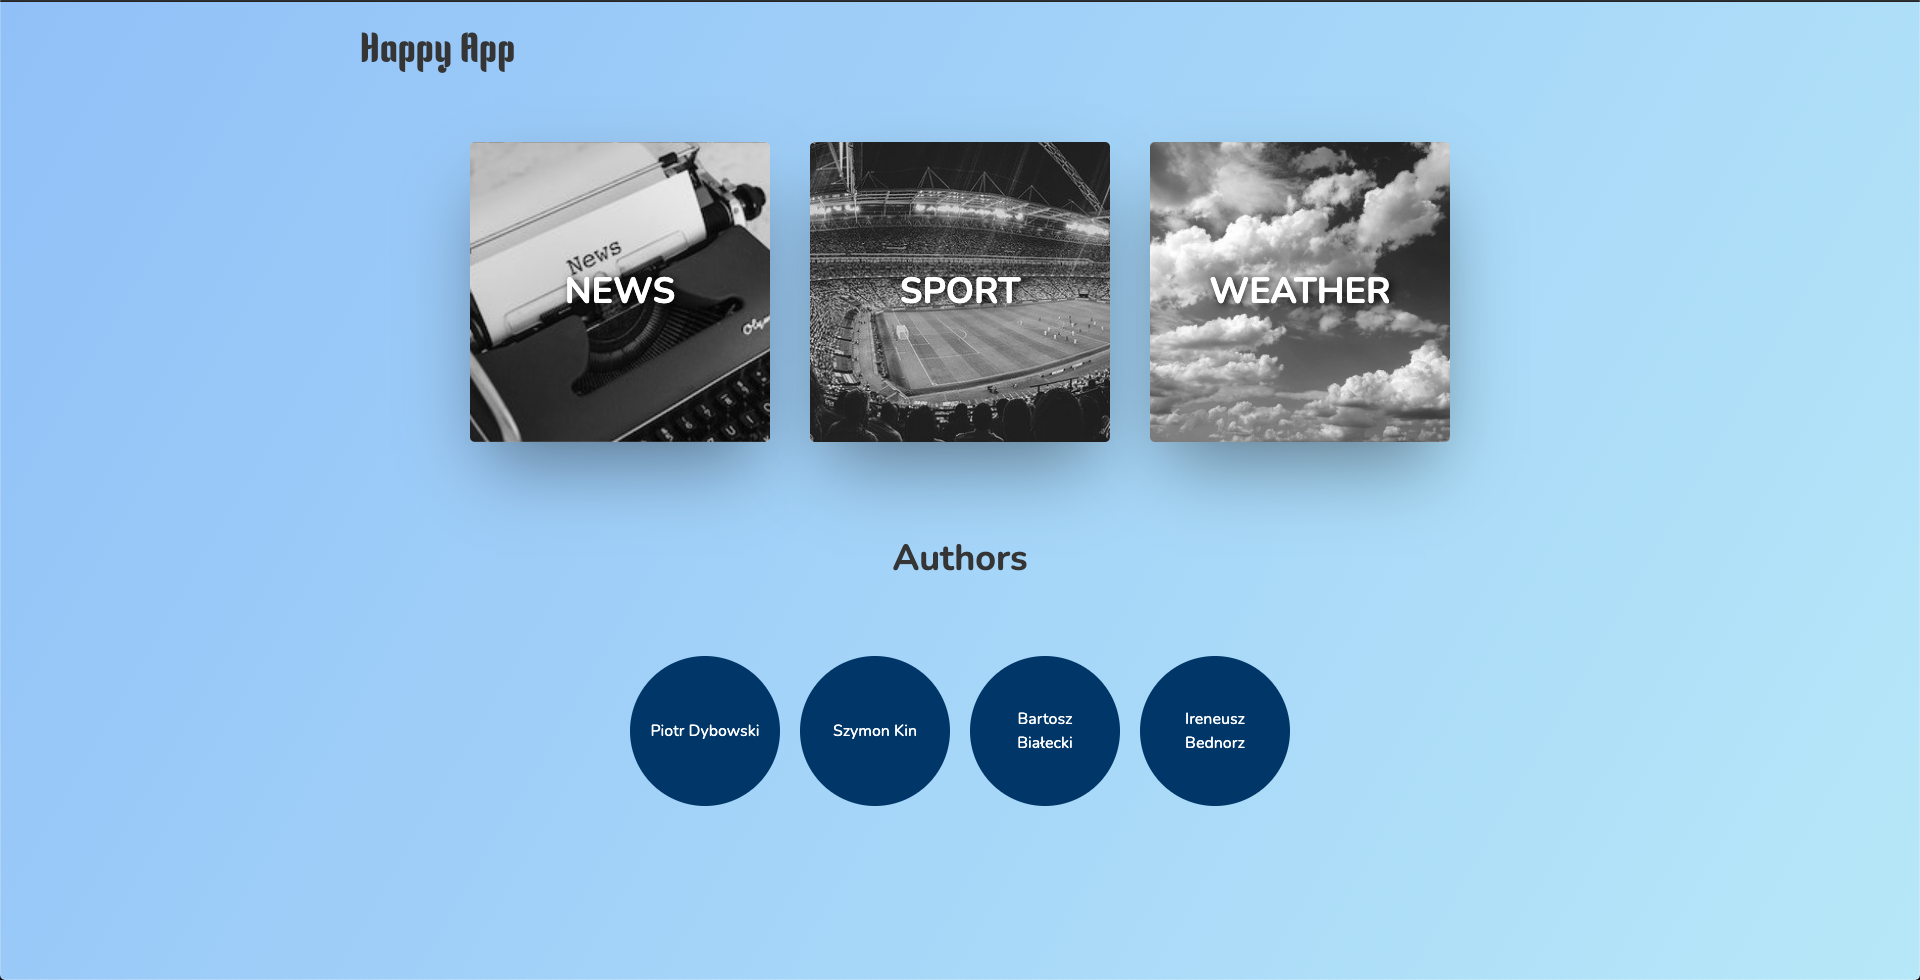 Happy App
News
NEWS
SPORT
WEATHER
Authors
Piotr Dybowski
Szymon Kin
Bartosz
Białecki
Ireneusz
Bednorz